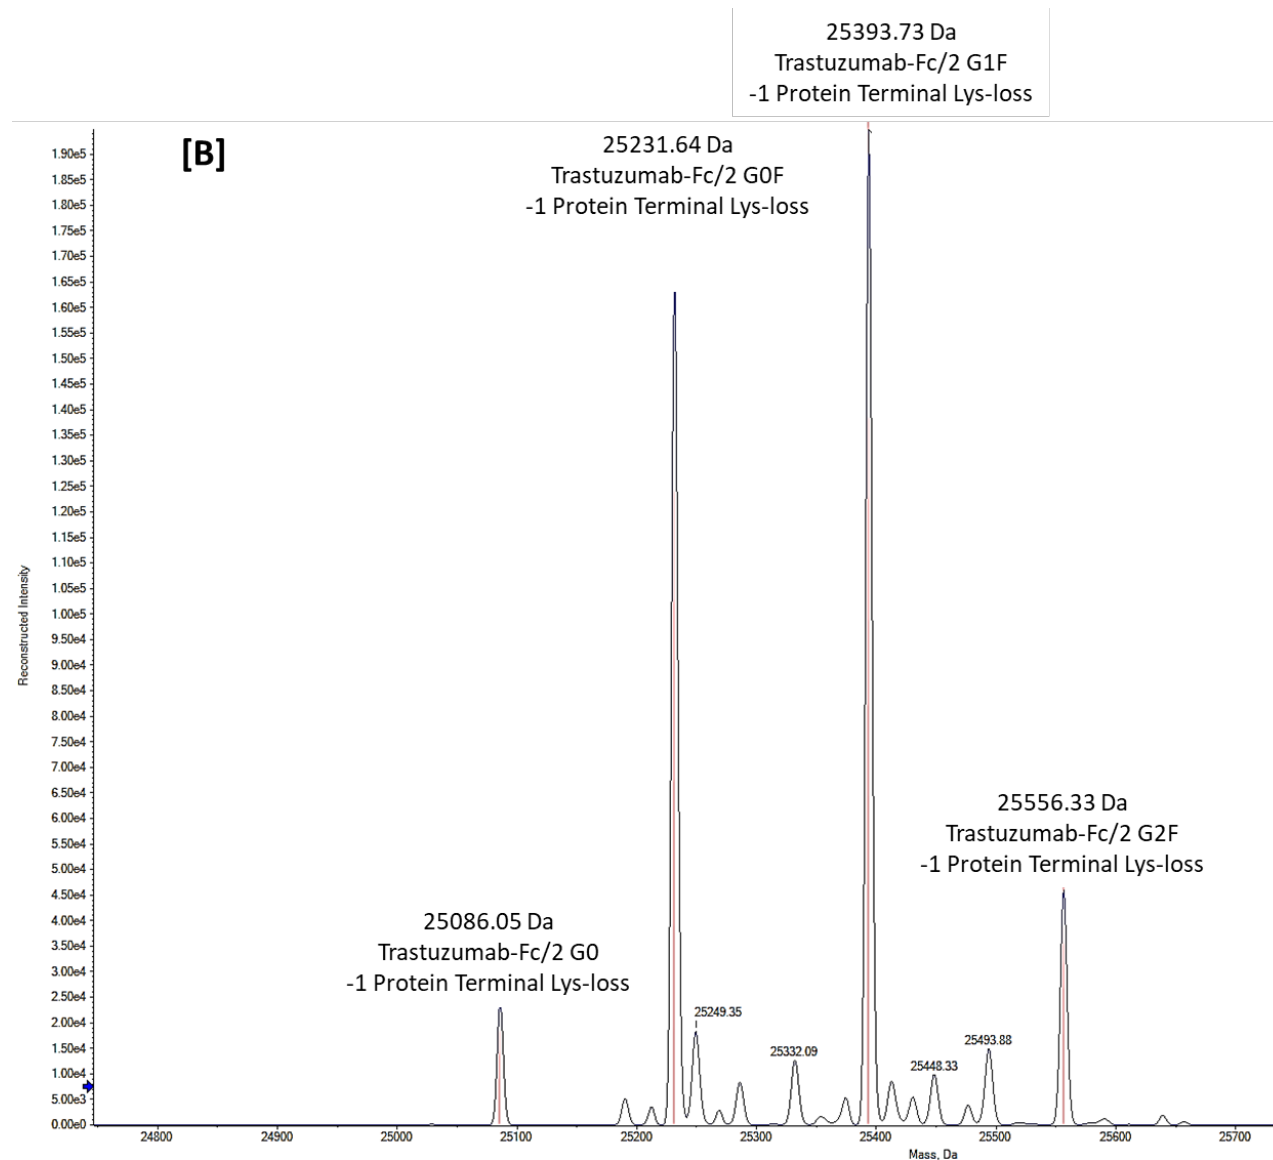 25393.73 Da
Trastuzumab-Fc/2 G1F
-1 Protein Terminal Lys-loss
[B]
25231.64 Da
Trastuzumab-Fc/2 G0F
-1 Protein Terminal Lys-loss
25556.33 Da
Trastuzumab-Fc/2 G2F
-1 Protein Terminal Lys-loss
25086.05 Da
Trastuzumab-Fc/2 G0
-1 Protein Terminal Lys-loss
25249.35
25332.09
25448.33
25493.88
Reconstructed Intensity
1.90e5
1.85e5
1.80e5
1.75e5
1.70e5
1.65e5
1.60e5
1.55e5
1.50e5
1.45e5
1.40e5
1.35e5
1.30e5
1.25e5
1.20e5
1.15e5
1.10e5
1.05e5
1.00e5
9.50e4
9.00e4
8.50e4
8.00e4
7.50e4
7.00e4
6.50e4
6.00e4
5.50e4
5.00e4
4.50e4
4.00e4
3.50e4
3.00e4
2.50e4
2.00e4
1.50e4
1.00e4
5.00e3
0.00e0
24800 24900 25000 25100 25200 25300 25400 25500 25600 25700
Mass, Da